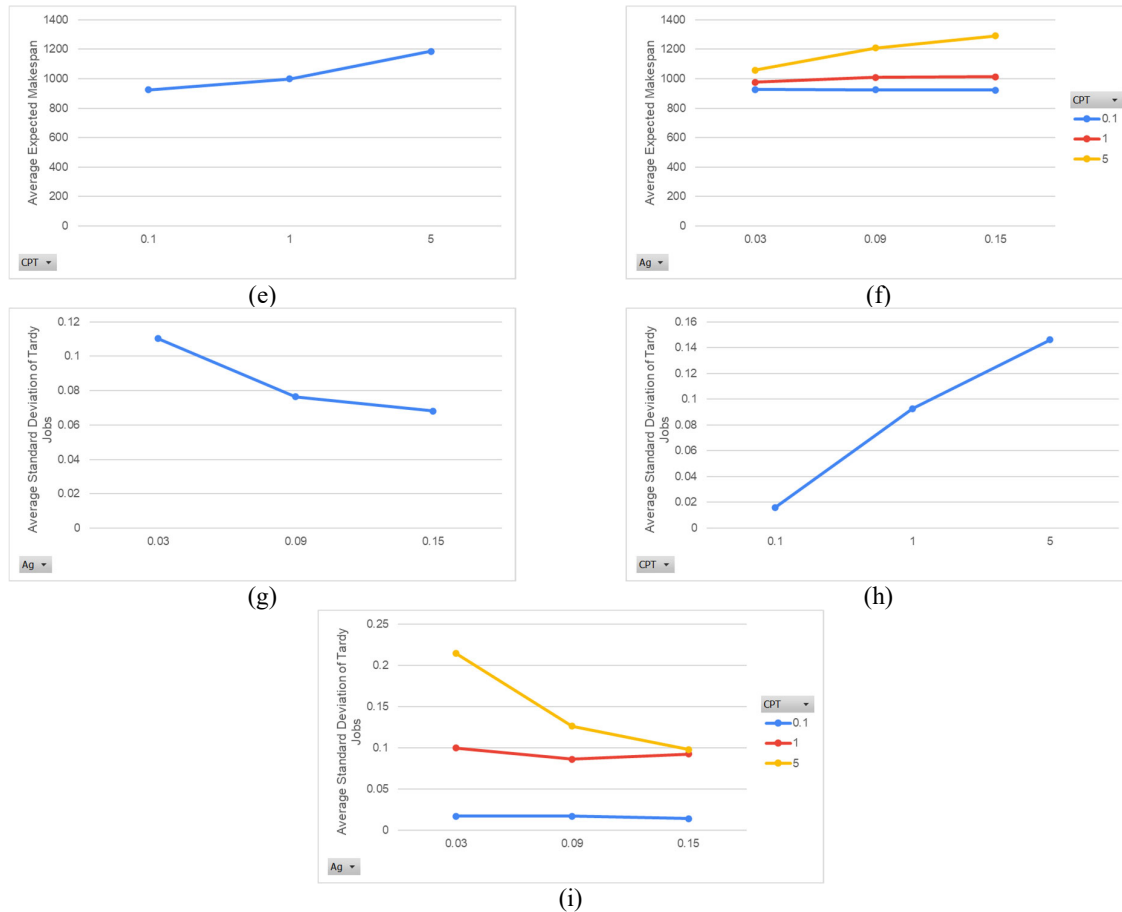 Average Expected Makespan
1400
1200
1000
800
600
400
200
0
0.1 1 5
CPT
(e)
Average Expected Makespan
1400
1200
1000
800
600
400
200
0
0.03 0.09 0.15
Ag
CPT
0.1
1
5
(f)
Average Standard Deviation of Tardy
Jobs
0.12
0.1
0.08
0.06
0.04
0.02
0
0.03 0.09 0.15
Ag
(g)
Average Standard Deviation of Tardy
Jobs
0.16
0.14
0.12
0.1
0.08
0.06
0.04
0.02
0
0.1 1 5
CPT
(h)
Average Standard Deviation of Tardy
Jobs
0.25
0.2
0.15
0.1
0.05
0
0.03 0.09 0.15
Ag
CPT
0.1
1
5
(i)